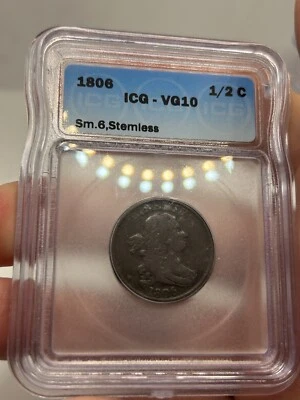 1806 1/2 C
ICG - VG10
Sm.6,Stemless